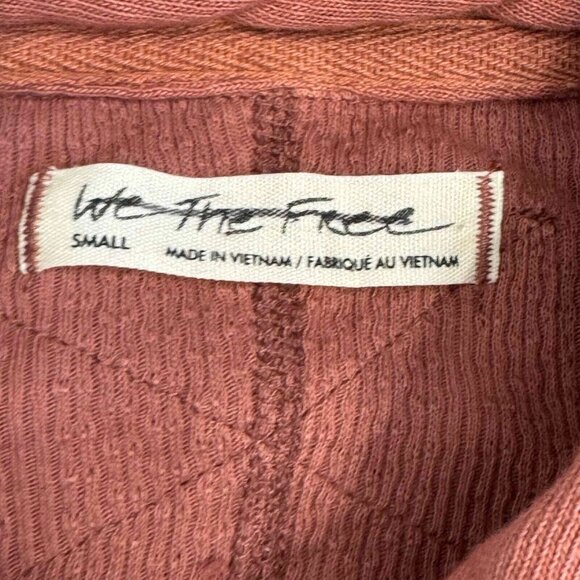 We The Free
SMALL
MADE IN VIETNAM / FABRIQUÉ AU VIETNAM